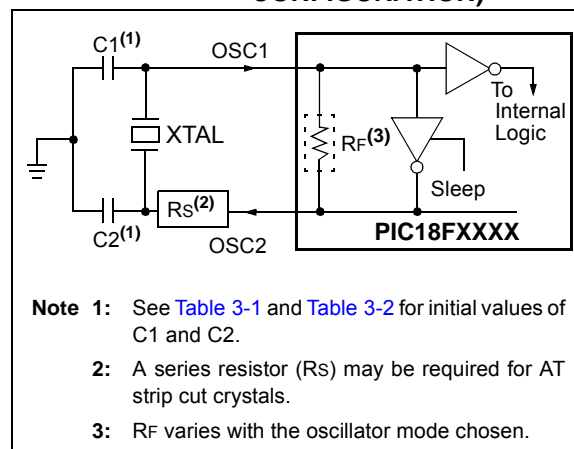 CONFIGURATION)
C1(1)
OSC1
To
Internal
Logic
XTAL
RF(3)
Sleep
RS(2)
C2(1)
OSC2
PIC18FXXXX
Note 1: See Table 3-1 and Table 3-2 for initial values of
C1 and C2.
2: A series resistor (RS) may be required for AT
strip cut crystals.
3: RF varies with the oscillator mode chosen.